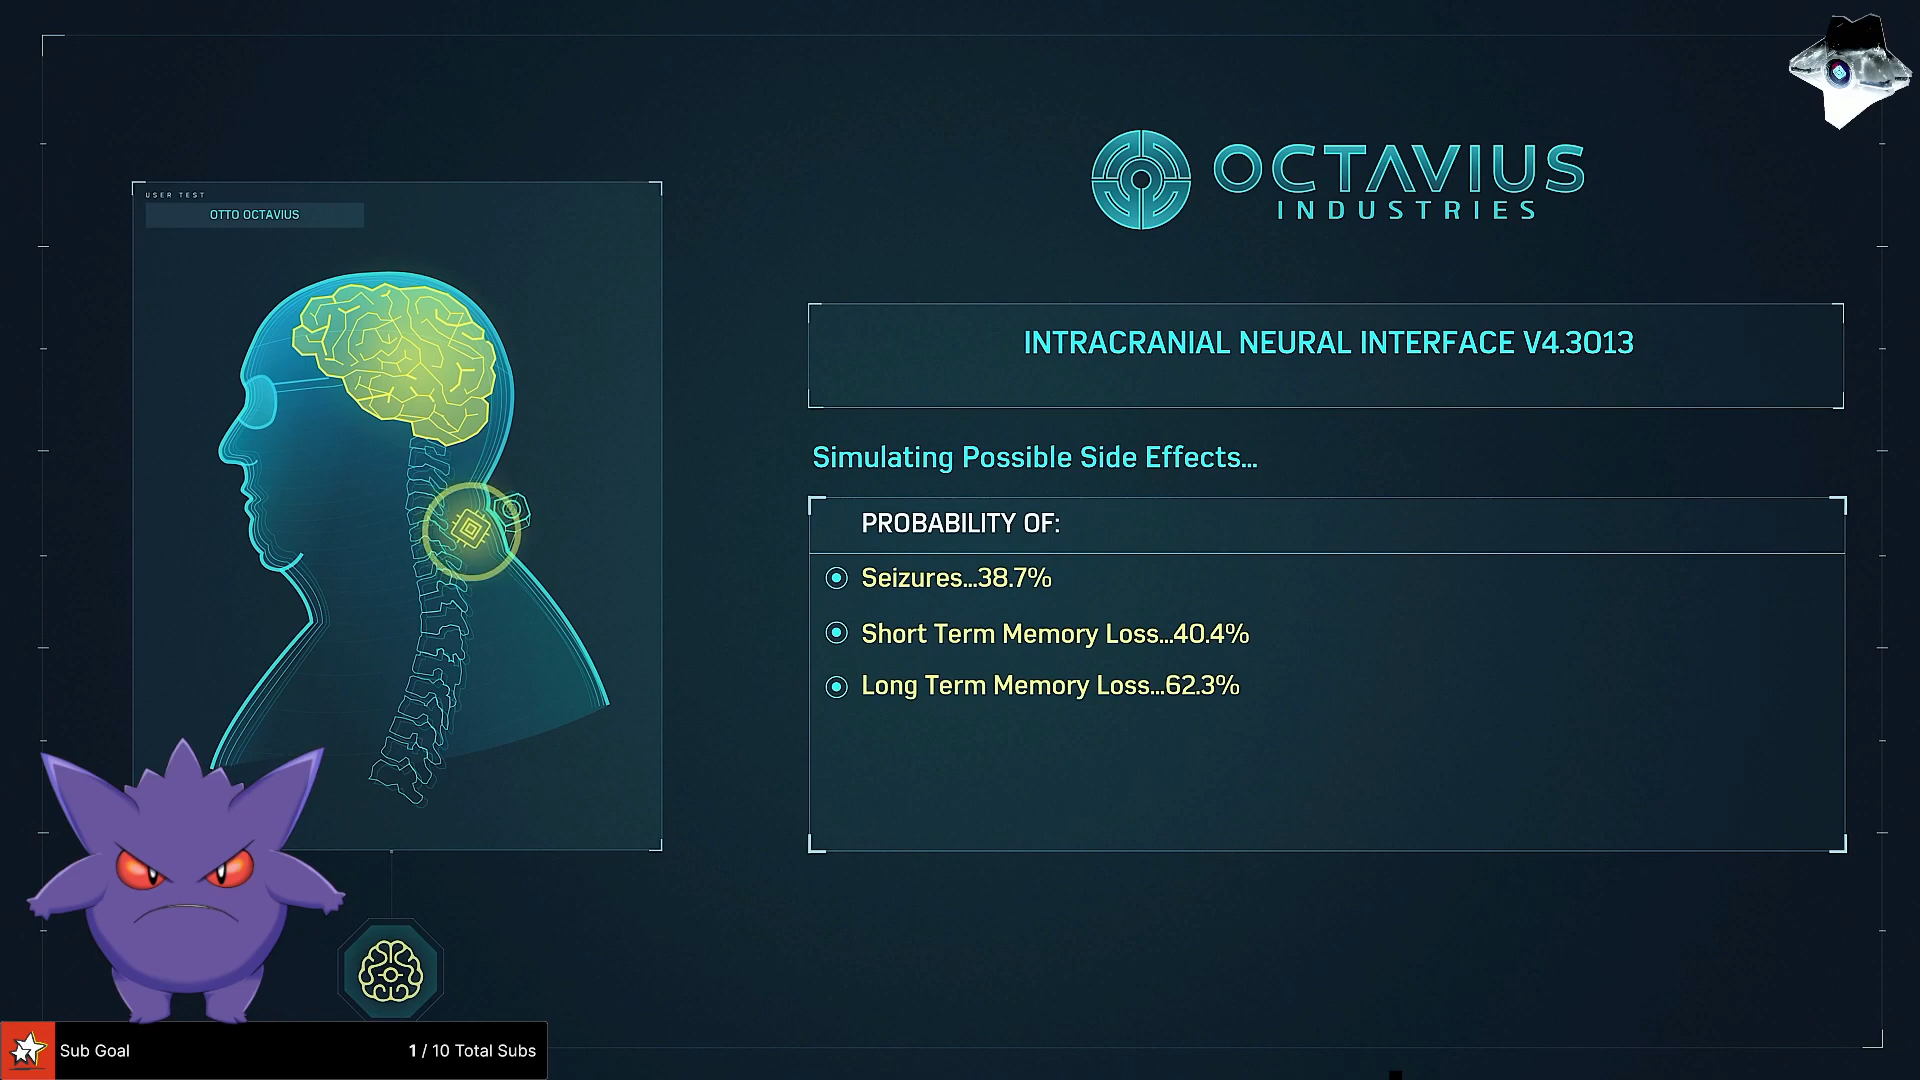 USER TEST
OTTO OCTAVIUS
OCTAVIUS
INDUSTRIES
INTRACRANIAL NEURAL INTERFACE V4.3013
Simulating Possible Side Effects...
PROBABILITY OF:
Seizures...38.7%
Short Term Memory Loss...40.4%
Long Term Memory Loss...62.3%
Sub Goal
1 / 10 Total Subs